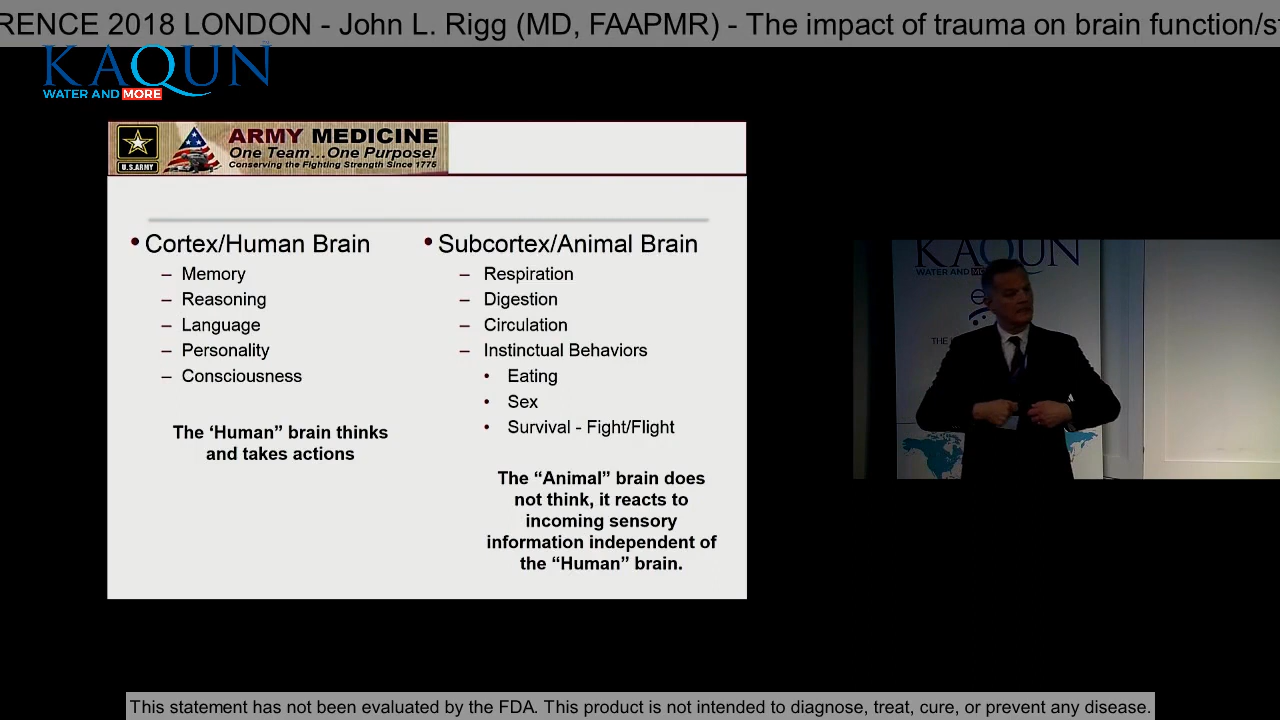 RENCE 2018 LONDON - John L. Rigg (MD, FAAPMR) - The impact of trauma on brain function/s
KAQUN
WATER AND MORE
U.S.ARMY
ARMY MEDICINE
One Team...One Purpose!
Conserving the Fighting Strength Since 1775
• Cortex/Human Brain
– Memory
– Reasoning
– Language
– Personality
– Consciousness
The ‘Human” brain thinks
and takes actions
• Subcortex/Animal Brain
– Respiration
– Digestion
– Circulation
– Instinctual Behaviors
• Eating
• Sex
• Survival - Fight/Flight
The “Animal” brain does
not think, it reacts to
incoming sensory
information independent of
the “Human” brain.
KAQUN
WATER AND
THE
This statement has not been evaluated by the FDA. This product is not intended to diagnose, treat, cure, or prevent any disease.